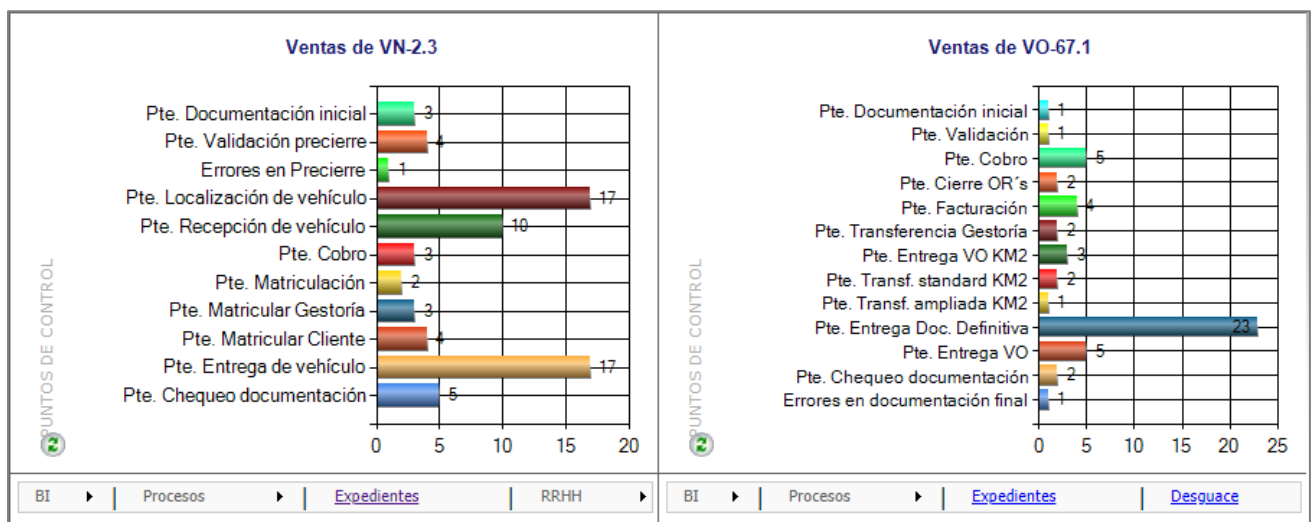 Ventas de VN-2.3
PUNTOS DE CONTROL
Pte. Documentación inicial 3
Pte. Validación precierre 4
Errores en Precierre 1
Pte. Localización de vehículo 17
Pte. Recepción de vehículo 10
Pte. Cobro 3
Pte. Matriculación 2
Pte. Matricular Gestoría 3
Pte. Matricular Cliente 4
Pte. Entrega de vehículo 17
Pte. Chequeo documentación 5
0 5 10 15 20
BI Procesos Expedientes RRHH
Ventas de VO-67.1
PUNTOS DE CONTROL
Pte. Documentación inicial 1
Pte. Validación 1
Pte. Cobro 5
Pte. Cierre OR´s 2
Pte. Facturación 4
Pte. Transferencia Gestoría 2
Pte. Entrega VO KM2 3
Pte. Transf. standard KM2 2
Pte. Transf. ampliada KM2 1
Pte. Entrega Doc. Definitiva 23
Pte. Entrega VO 5
Pte. Chequeo documentación 2
Errores en documentación final 1
0 5 10 15 20 25
BI Procesos Expedientes Desguace